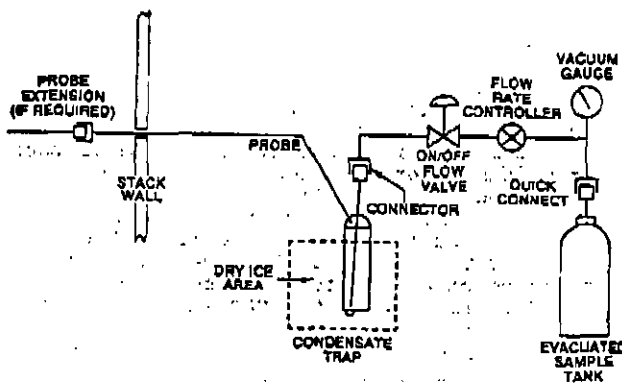 PROBE
EXTENSION
(IF REQUIRED)
STACK
WALL
PROBE
CONNECTOR
DRY ICE
AREA
CONDENSATE
TRAP
ON/OFF
FLOW
VALVE
FLOW
RATE
CONTROLLER
VACUUM
GAUGE
QUICK
CONNECT
EVACUATED
SAMPLE
TANK